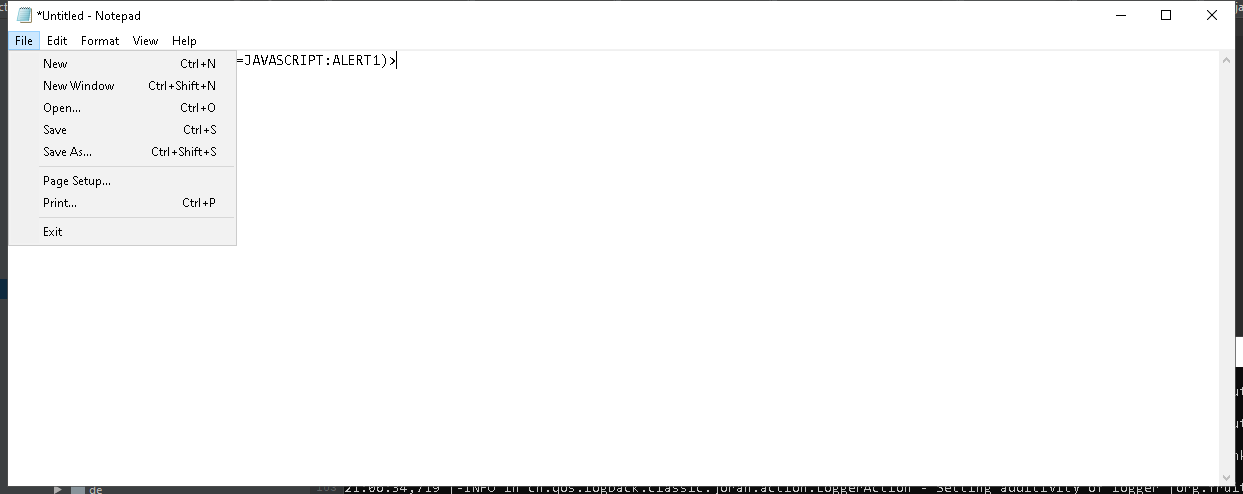 *Untitled - Notepad
File Edit Format View Help
=JAVASCRIPT:ALERT1)>
New Ctrl+N
New Window Ctrl+Shift+N
Open... Ctrl+O
Save Ctrl+S
Save As... Ctrl+Shift+S
Page Setup...
Print... Ctrl+P
Exit
de
21:06:34,719 |-INFO in ch.qos.logback.classic.joran.action.LoggerAction - Setting additivity of logger